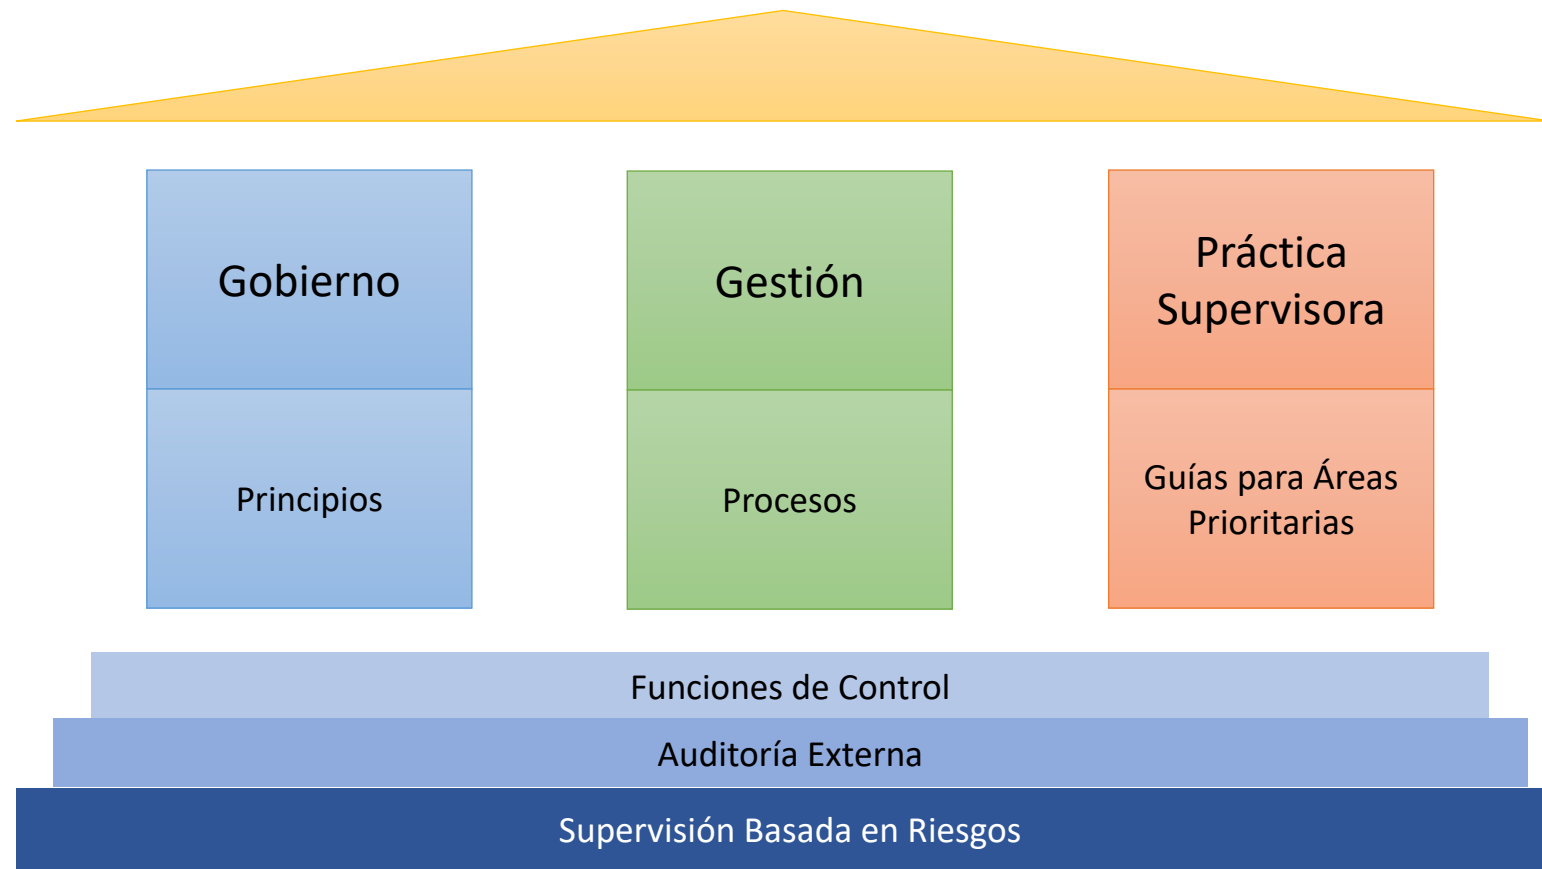 Gobierno
Gestión
Práctica
Supervisora
Principios
Procesos
Guías para Áreas
Prioritarias
Funciones de Control
Auditoría Externa
Supervisión Basada en Riesgos